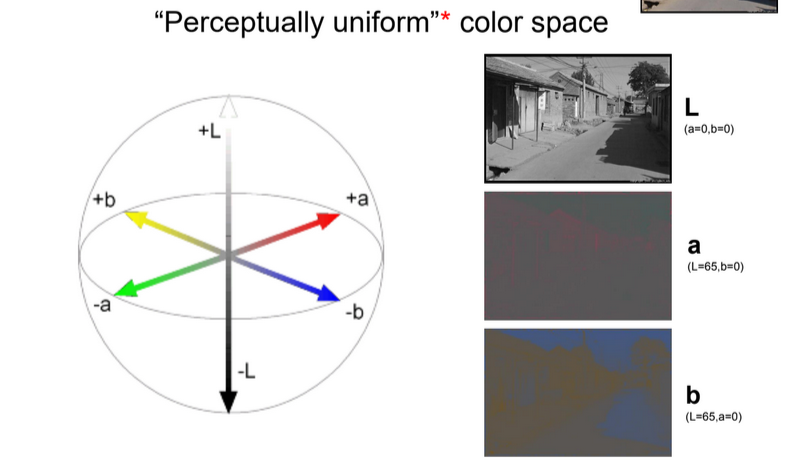 “Perceptually uniform”* color space
+L
+b
+a
-a
-b
-L
L
(a=0,b=0)
a
(L=65,b=0)
b
(L=65,a=0)